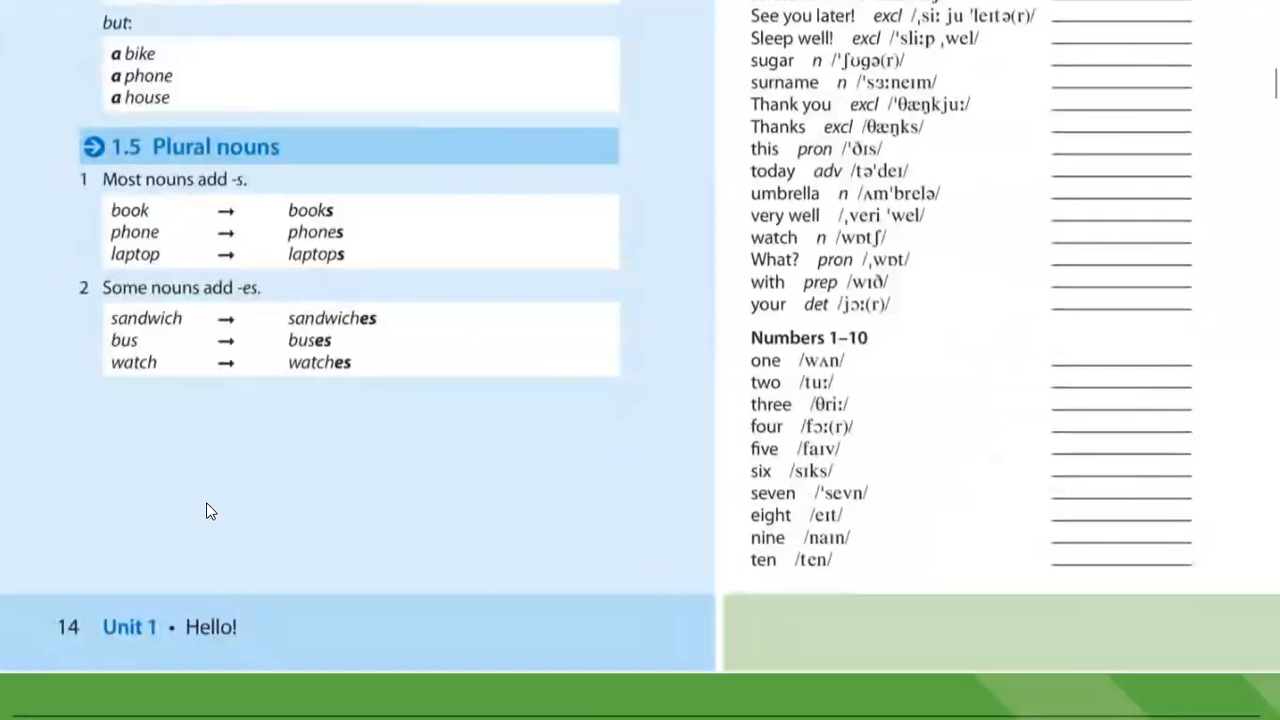 but:
a bike
a phone
a house
1.5 Plural nouns
1 Most nouns add -s.
book → books
phone → phones
laptop → laptops
2 Some nouns add -es.
sandwich → sandwiches
bus → buses
watch → watches
14 Unit 1 • Hello!
See you later! excl /ˌsiː ju ˈleɪtə(r)/
Sleep well! excl /ˈsliːp ˌwel/
sugar n /ˈʃʊgə(r)/
surname n /ˈsɜːneɪm/
Thank you excl /ˈθæŋkjuː/
Thanks excl /θæŋks/
this pron /ˈðɪs/
today adv /təˈdeɪ/
umbrella n /ʌmˈbrelə/
very well /ˌveri ˈwel/
watch n /wɒtʃ/
What? pron /ˌwɒt/
with prep /wɪð/
your det /jɔː(r)/
Numbers 1–10
one /wʌn/
two /tuː/
three /θriː/
four /fɔː(r)/
five /faɪv/
six /sɪks/
seven /ˈsevn/
eight /eɪt/
nine /naɪn/
ten /ten/